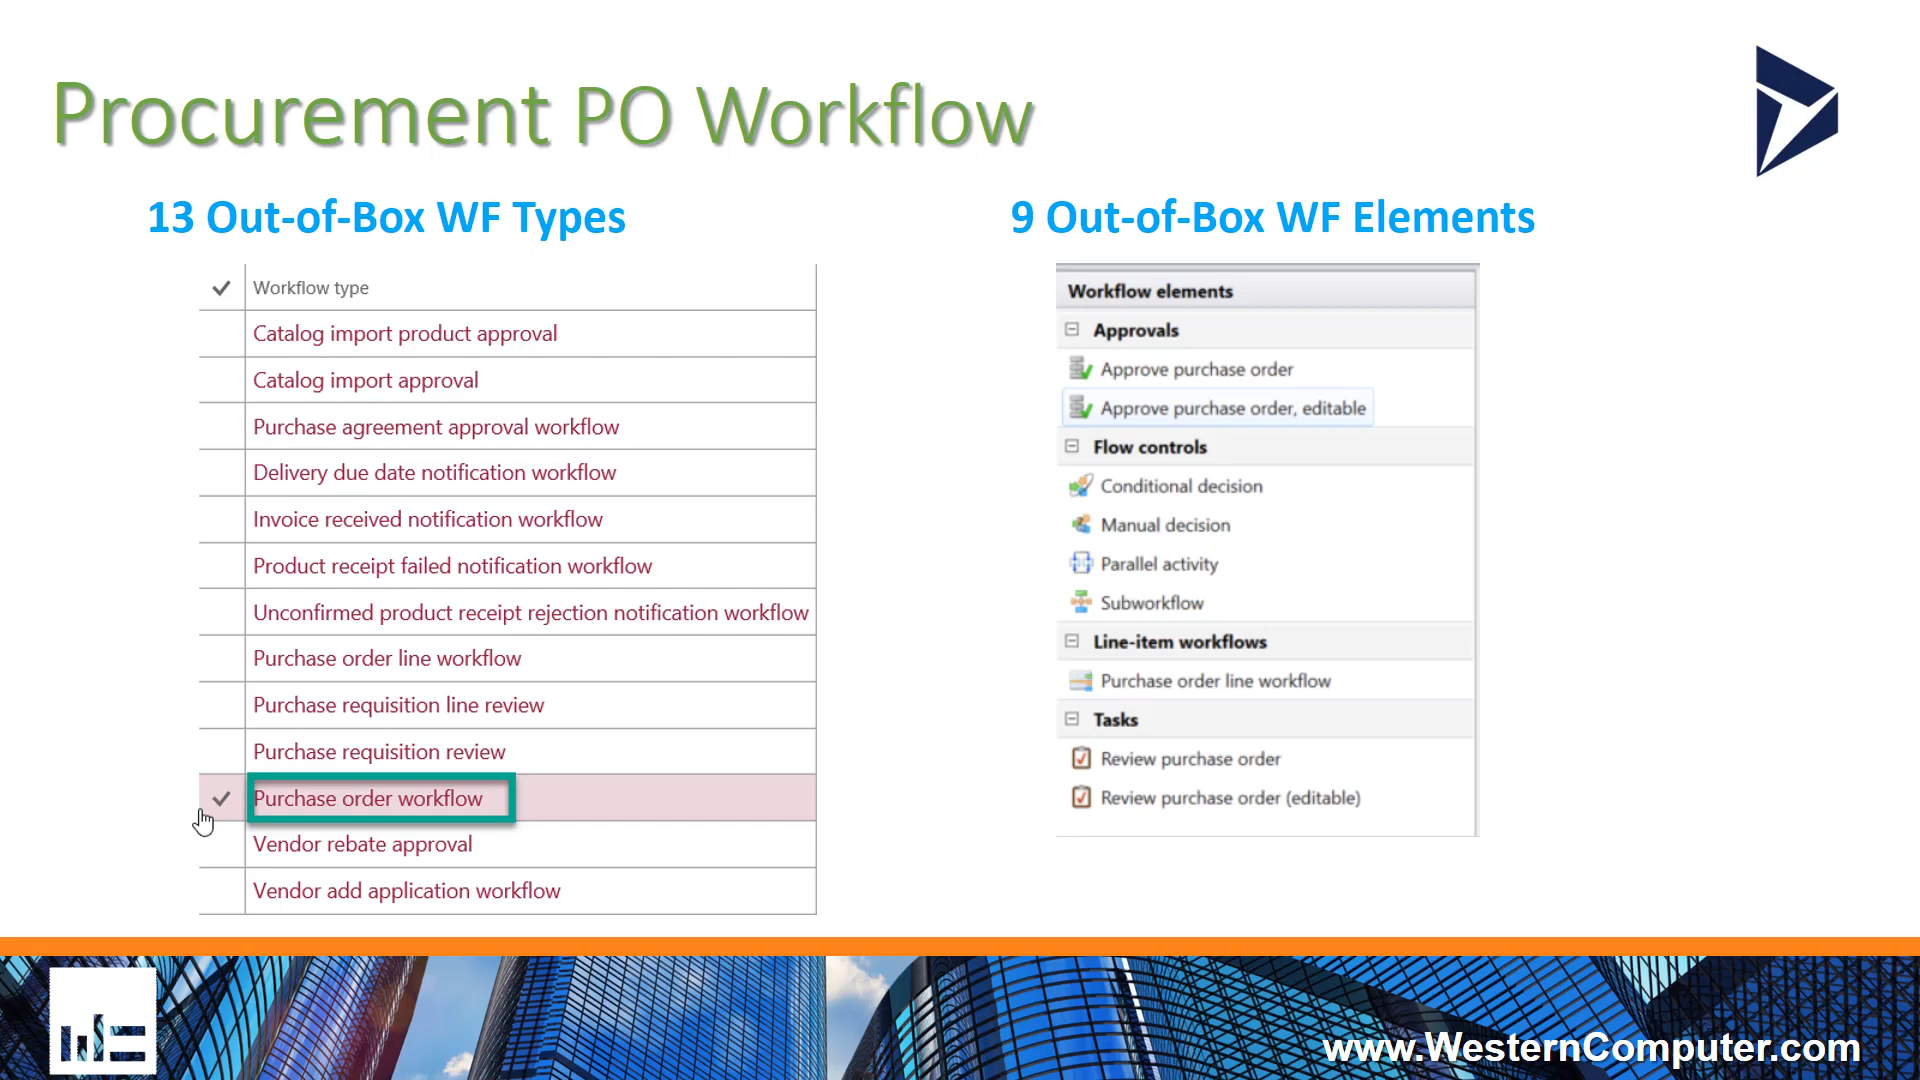 Procurement PO Workflow
13 Out-of-Box WF Types
Workflow type
Catalog import product approval
Catalog import approval
Purchase agreement approval workflow
Delivery due date notification workflow
Invoice received notification workflow
Product receipt failed notification workflow
Unconfirmed product receipt rejection notification workflow
Purchase order line workflow
Purchase requisition line review
Purchase requisition review
Purchase order workflow
Vendor rebate approval
Vendor add application workflow
9 Out-of-Box WF Elements
Workflow elements
Approvals
Approve purchase order
Approve purchase order, editable
Flow controls
Conditional decision
Manual decision
Parallel activity
Subworkflow
Line-item workflows
Purchase order line workflow
Tasks
Review purchase order
Review purchase order (editable)
www.WesternComputer.com